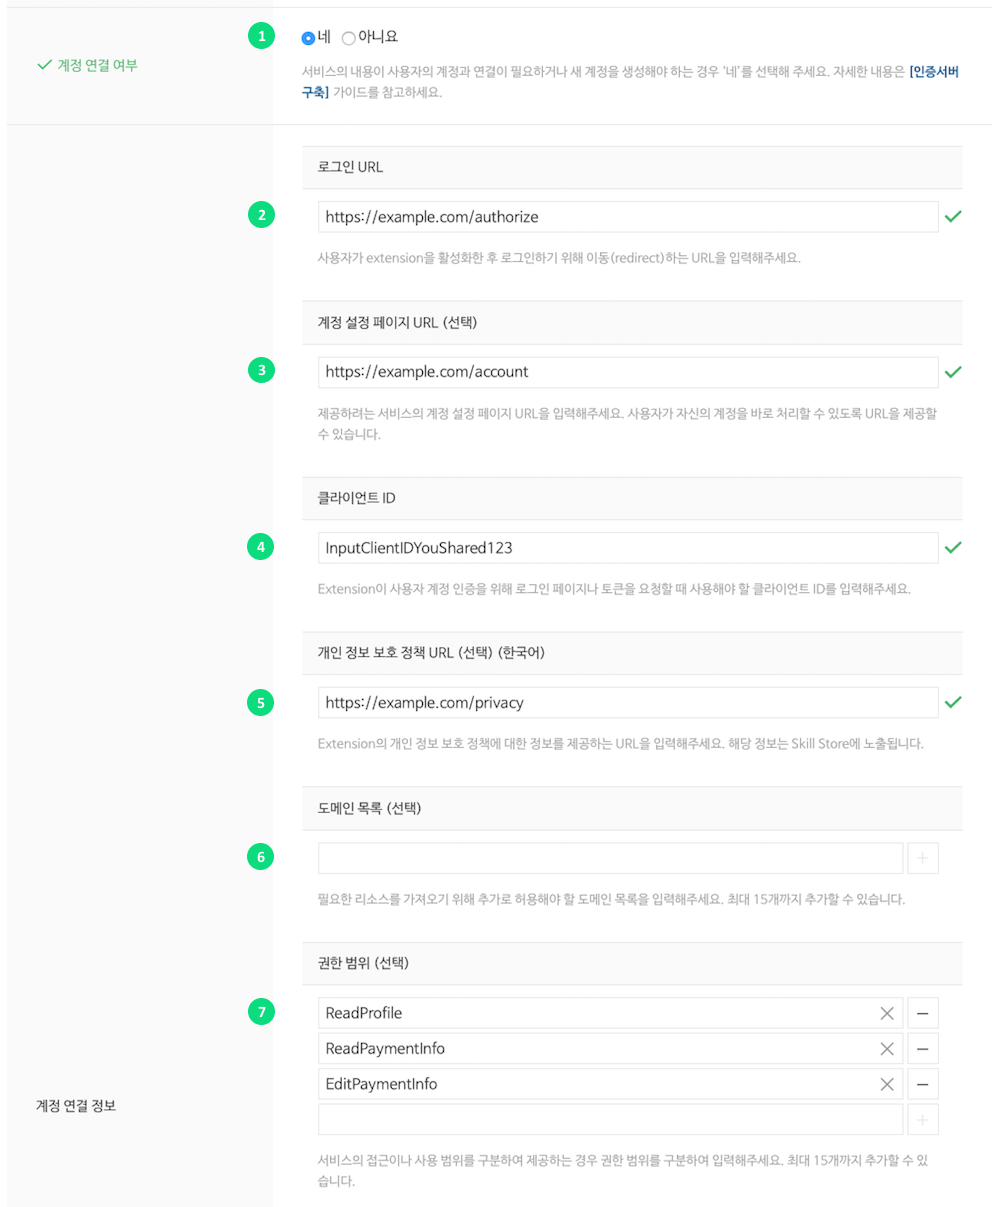 1
네 아니요
계정 연결 여부
서비스의 내용이 사용자의 계정과 연결이 필요하거나 새 계정을 생성해야 하는 경우 '네'를 선택해 주세요. 자세한 내용은 [인증서버
구축] 가이드를 참고하세요.
로그인 URL
2
https://example.com/authorize
사용자가 extension을 활성화한 후 로그인하기 위해 이동(redirect)하는 URL을 입력해주세요.
계정 설정 페이지 URL (선택)
3
https://example.com/account
제공하려는 서비스의 계정 설정 페이지 URL을 입력해주세요. 사용자가 자신의 계정을 바로 처리할 수 있도록 URL을 제공할
수 있습니다.
클라이언트 ID
4
InputClientIDYouShared123
Extension이 사용자 계정 인증을 위해 로그인 페이지나 토큰을 요청할 때 사용해야 할 클라이언트 ID를 입력해주세요.
개인 정보 보호 정책 URL (선택) (한국어)
5
https://example.com/privacy
Extension의 개인 정보 보호 정책에 대한 정보를 제공하는 URL을 입력해주세요. 해당 정보는 Skill Store에 노출됩니다.
도메인 목록 (선택)
6
필요한 리소스를 가져오기 위해 추가로 허용해야 할 도메인 목록을 입력해주세요. 최대 15개까지 추가할 수 있습니다.
권한 범위 (선택)
7
ReadProfile
ReadPaymentInfo
EditPaymentInfo
계정 연결 정보
서비스의 접근이나 사용 범위를 구분하여 제공하는 경우 권한 범위를 구분하여 입력해주세요. 최대 15개까지 추가할 수 있
습니다.